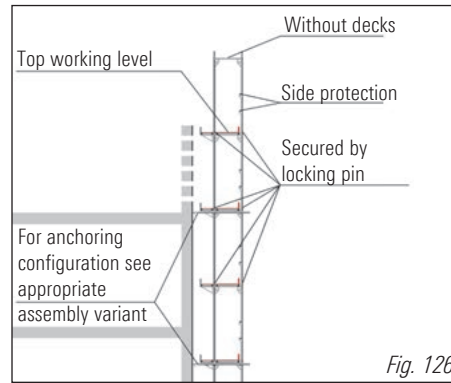 Without decks
Top working level
Side protection
Secured by
locking pin
For anchoring
configuration see
appropriate
assembly variant
Fig. 126